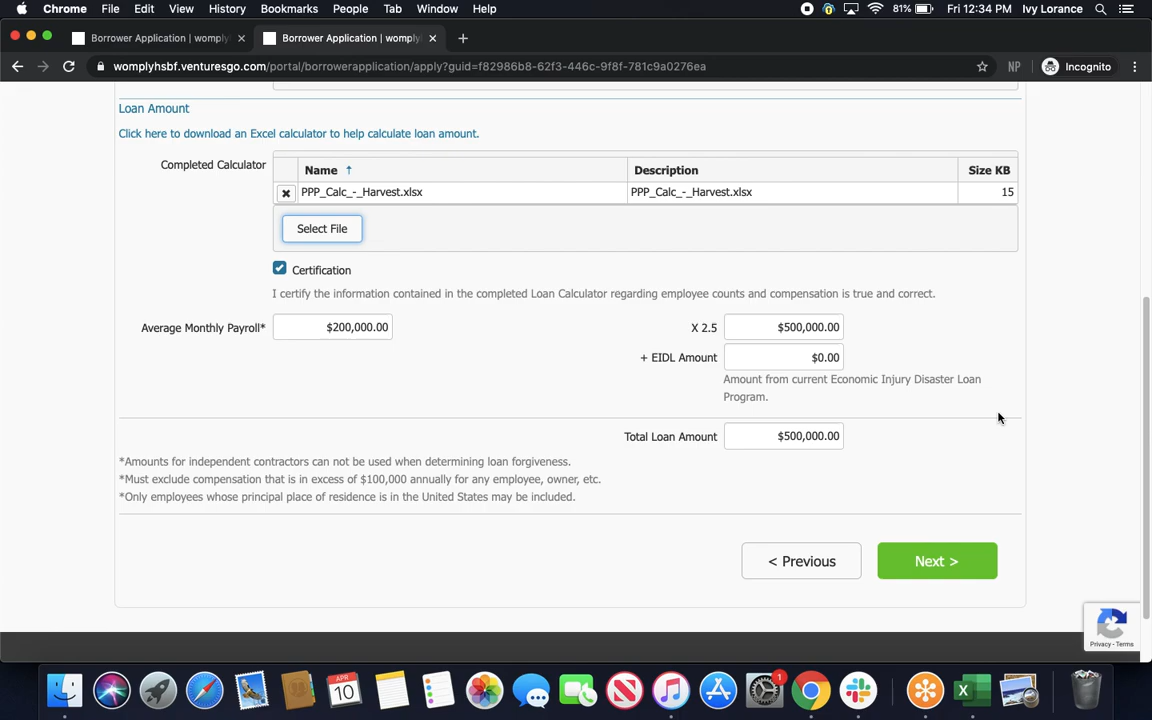 Chrome File Edit View History Bookmarks People Tab Window Help 81% Fri 12:34 PM Ivy Lorance
Borrower Application | womply Borrower Application | womply
womplyhsbf.venturesgo.com/portal/borrowerapplication/apply?guid=f82986b8-62f3-446c-9f8f-781c9a0276ea NP Incognito
Loan Amount
Click here to download an Excel calculator to help calculate loan amount.
Completed Calculator Name ↑ Description Size KB
PPP_Calc_-_Harvest.xlsx PPP_Calc_-_Harvest.xlsx 15
Select File
Certification
I certify the information contained in the completed Loan Calculator regarding employee counts and compensation is true and correct.
Average Monthly Payroll* $200,000.00 X 2.5 $500,000.00
+ EIDL Amount $0.00
Amount from current Economic Injury Disaster Loan
Program.
Total Loan Amount $500,000.00
*Amounts for independent contractors can not be used when determining loan forgiveness.
*Must exclude compensation that is in excess of $100,000 annually for any employee, owner, etc.
*Only employees whose principal place of residence is in the United States may be included.
< Previous Next >
Privacy - Terms
APR
10
1